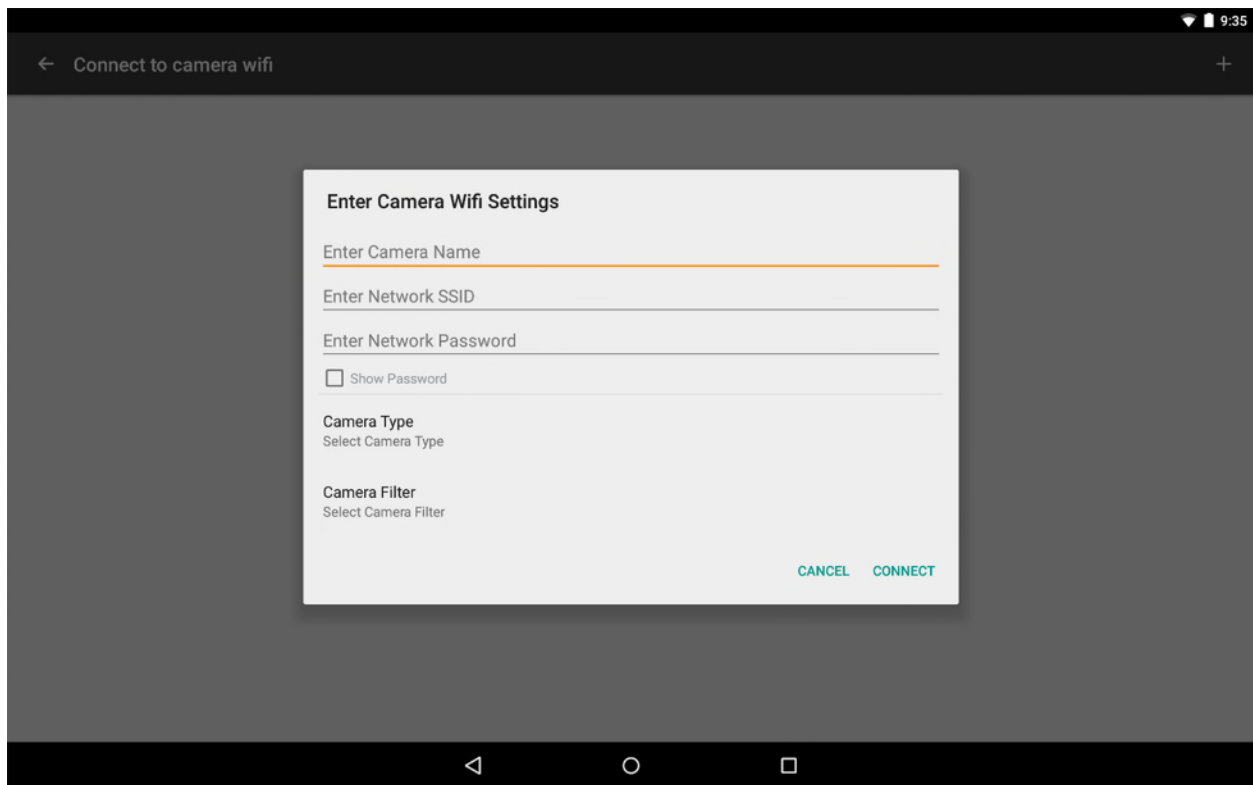 9:35
Connect to camera wifi
Enter Camera Wifi Settings
Enter Camera Name
Enter Network SSID
Enter Network Password
Show Password
Camera Type
Select Camera Type
Camera Filter
Select Camera Filter
CANCEL CONNECT